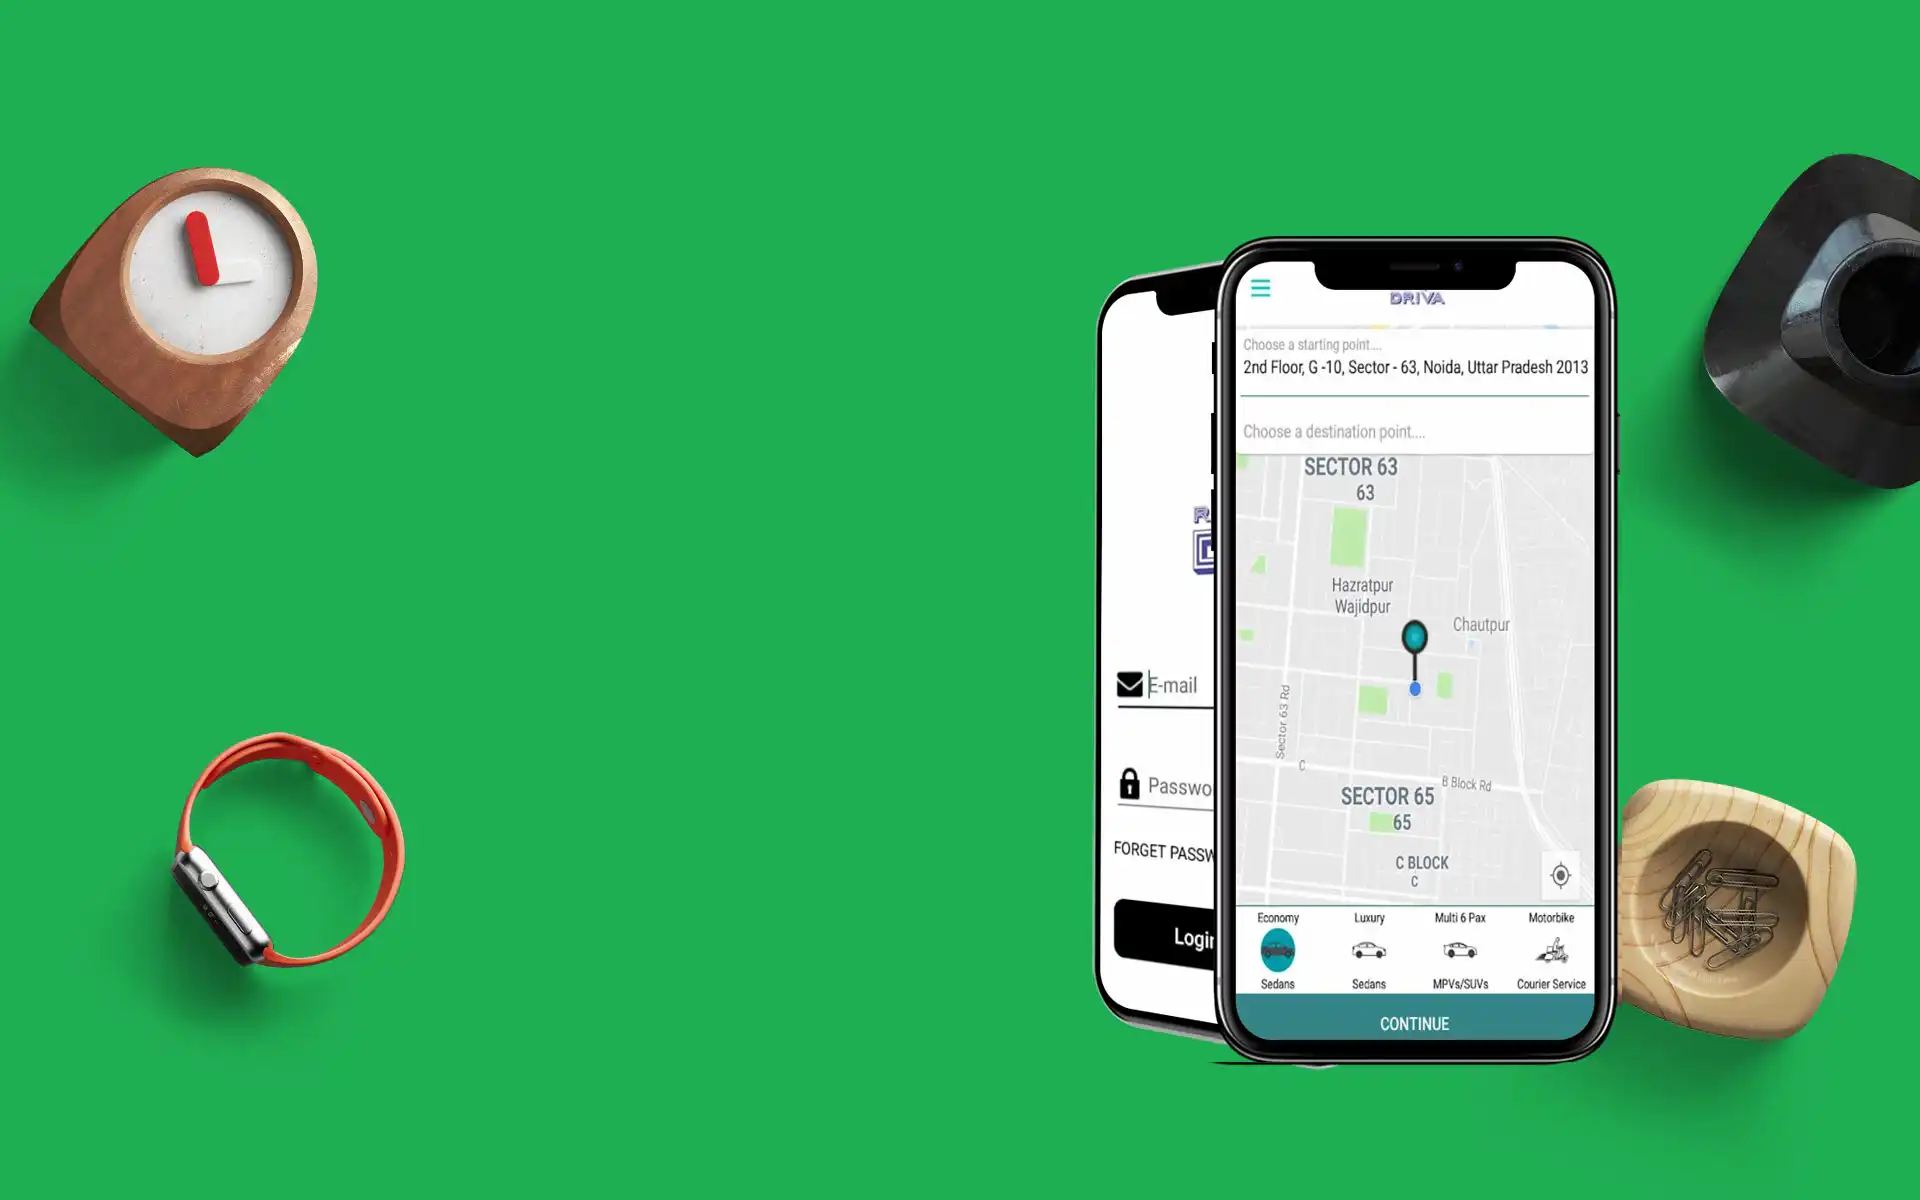 E-mail
Passwo
FORGET PASSW
Login
DRIVA
Choose a starting point....
2nd Floor, G -10, Sector - 63, Noida, Uttar Pradesh 2013
Choose a destination point....
SECTOR 63
63
Hazratpur
Wajidpur
Chautpur
Sector 63 Rd
C
B Block Rd
SECTOR 65
65
C BLOCK
C
Economy Luxury Multi 6 Pax Motorbike
Sedans Sedans MPVs/SUVs Courier Service
CONTINUE